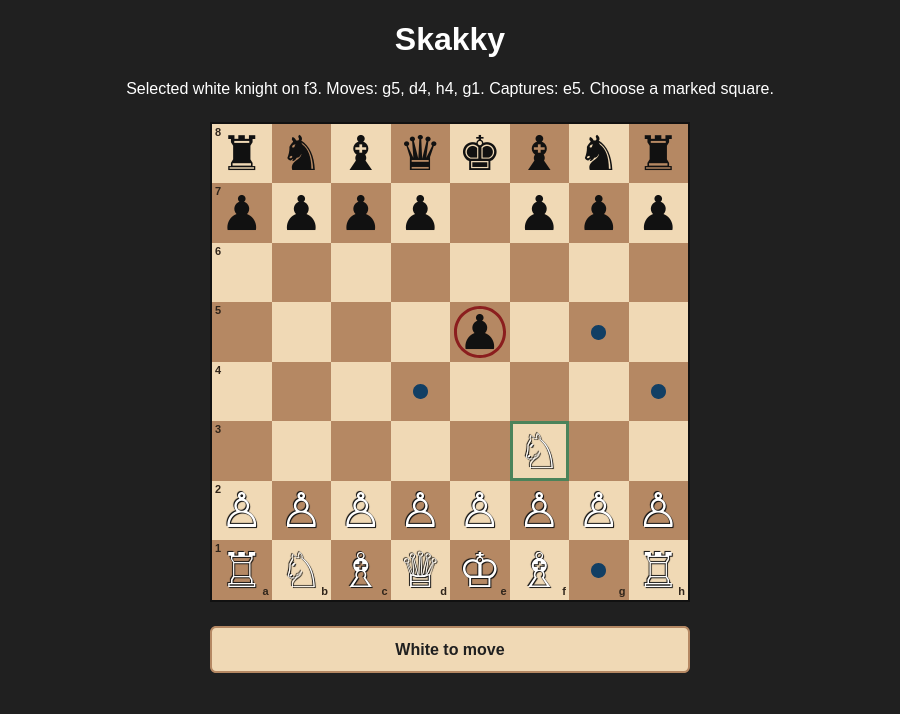 Skakky
Selected white knight on f3. Moves: g5, d4, h4, g1. Captures: e5. Choose a marked square.
8
7
6
5
4
3
2
1
a b c d e f g h
White to move